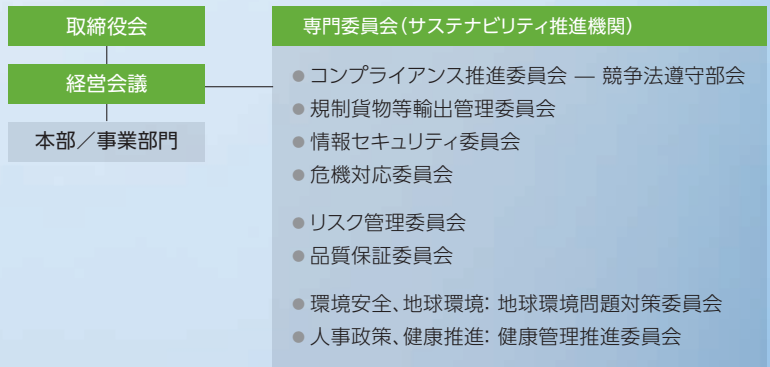 取締役会
経営会議
本部／事業部門
専門委員会（サステナビリティ推進機関）
● コンプライアンス推進委員会 ― 競争法遵守部会
● 規制貨物等輸出管理委員会
● 情報セキュリティ委員会
● 危機対応委員会
● リスク管理委員会
● 品質保証委員会
● 環境安全、地球環境：地球環境問題対策委員会
● 人事政策、健康推進：健康管理推進委員会